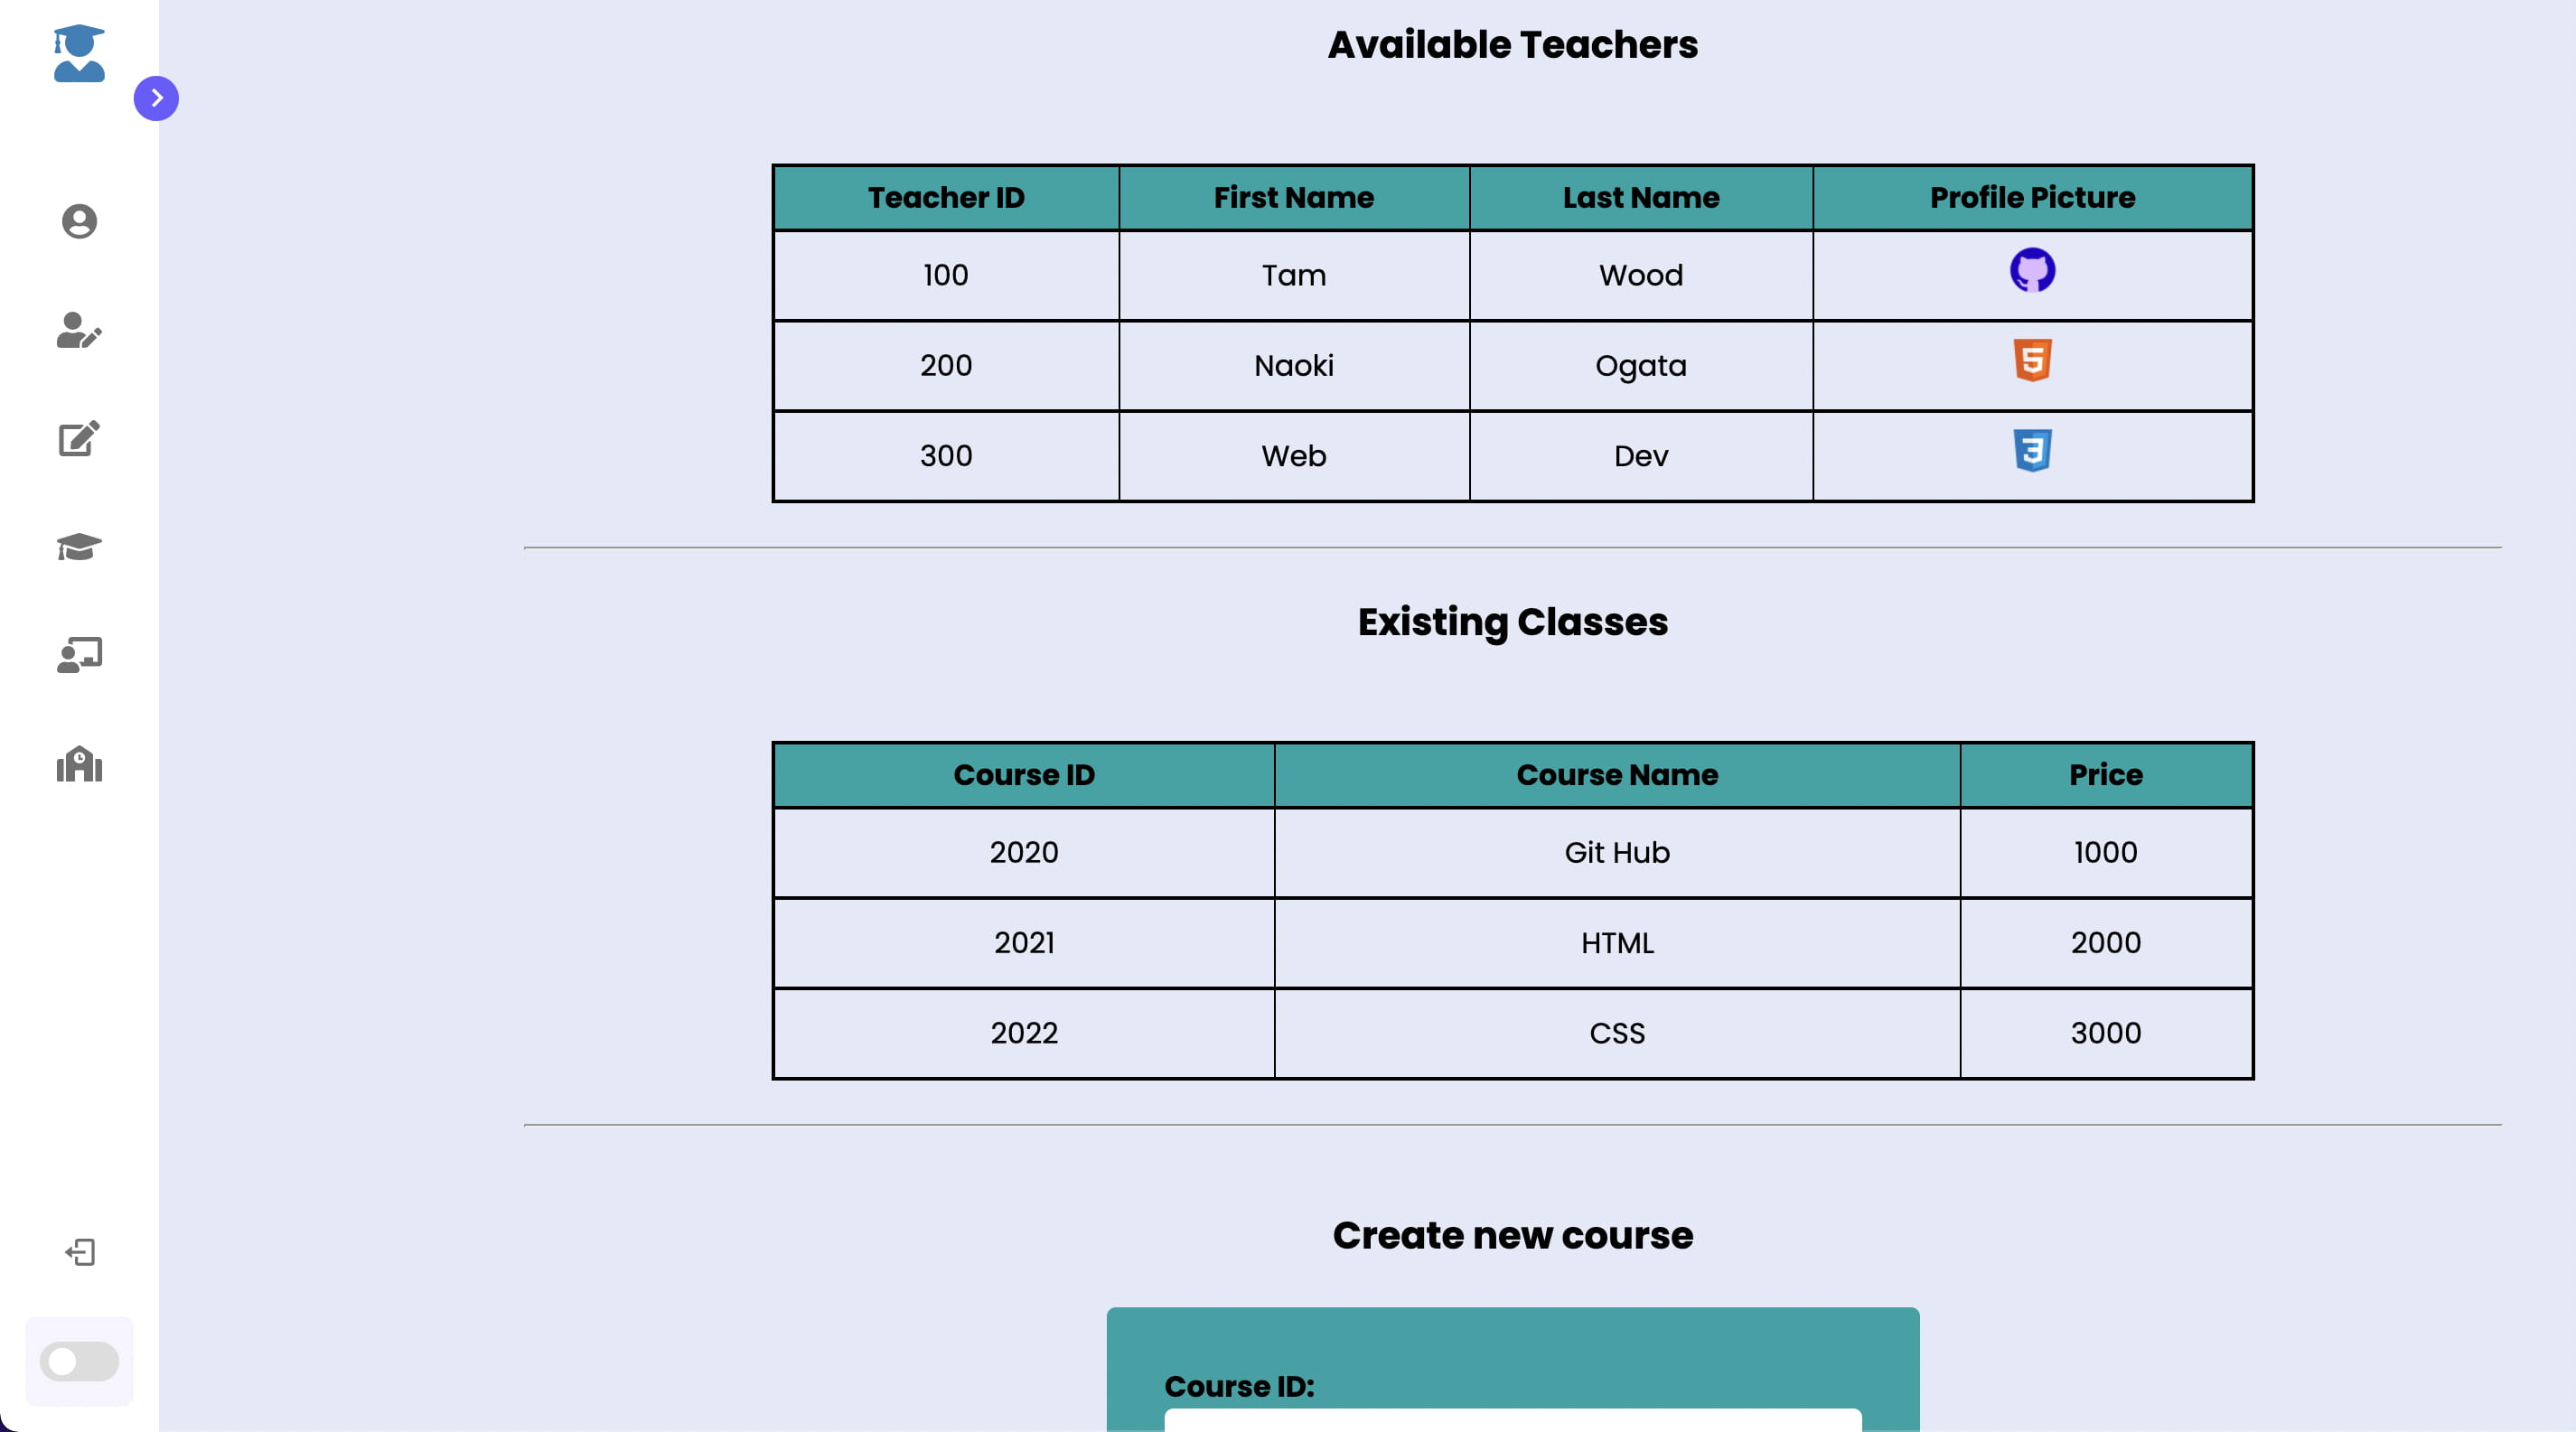 Available Teachers
Teacher ID First Name Last Name Profile Picture
100 Tam Wood
200 Naoki Ogata 5
300 Web Dev 3
Existing Classes
Course ID Course Name Price
2020 Git Hub 1000
2021 HTML 2000
2022 CSS 3000
Create new course
Course ID: